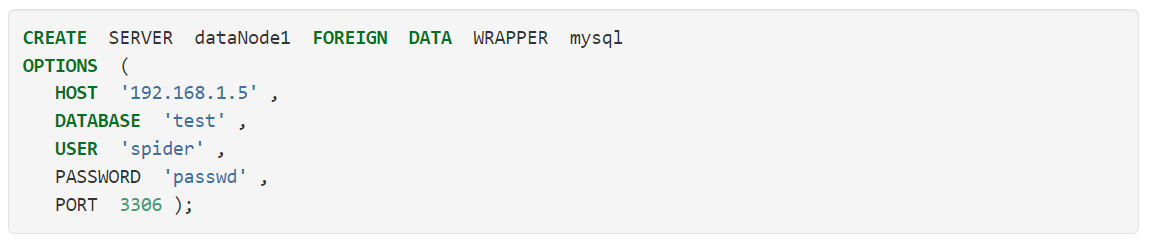 CREATE SERVER dataNode1 FOREIGN DATA WRAPPER mysql
OPTIONS (
HOST '192.168.1.5' ,
DATABASE 'test' ,
USER 'spider' ,
PASSWORD 'passwd' ,
PORT 3306 );